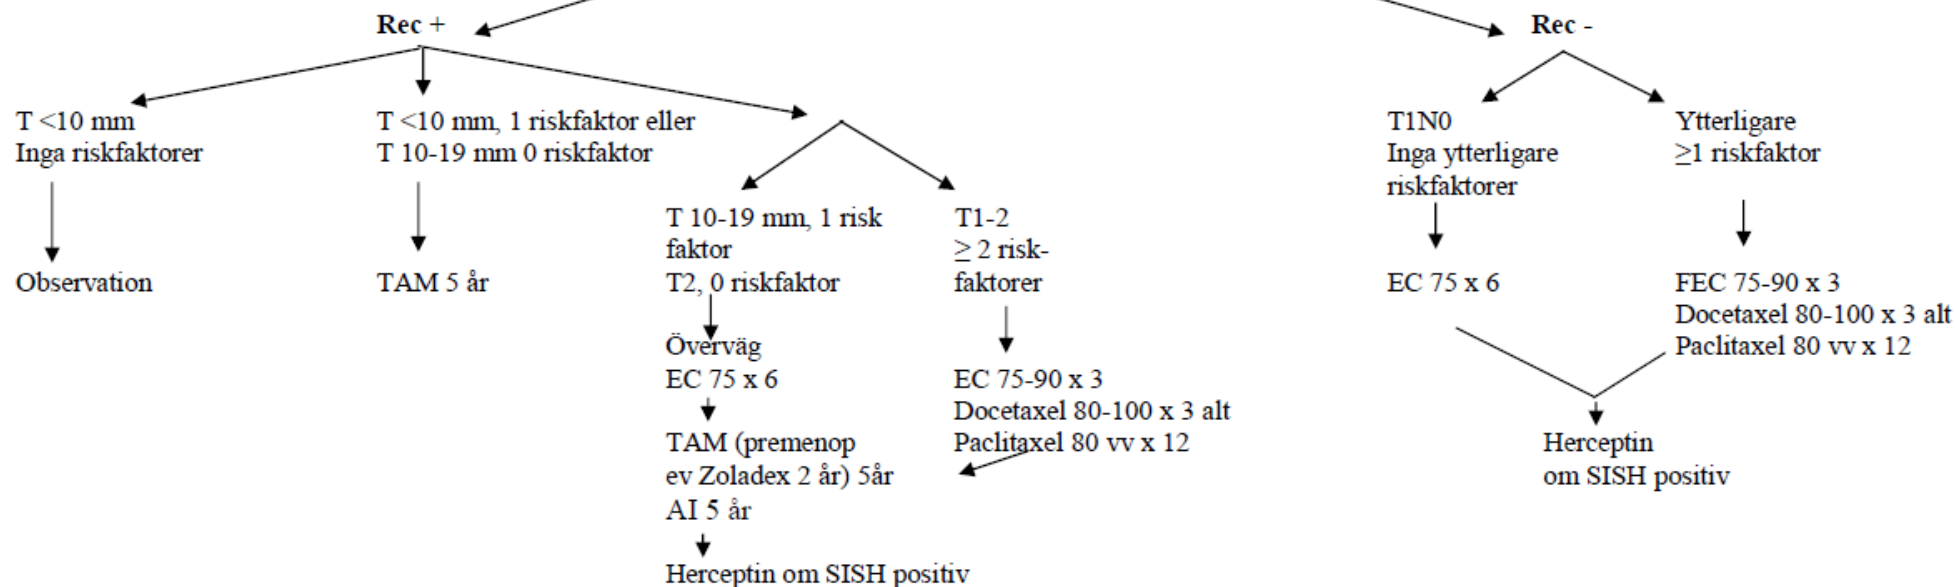 Rec +
Rec -
T <10 mm
Inga riskfaktorer
Observation
T <10 mm, 1 riskfaktor eller
T 10-19 mm 0 riskfaktor
TAM 5 år
T 10-19 mm, 1 risk
faktor
T2, 0 riskfaktor
Överväg
EC 75 x 6
TAM (premenop
ev Zoladex 2 år) 5år
AI 5 år
Herceptin om SISH positiv
T1-2
≥ 2 risk-
faktorer
EC 75-90 x 3
Docetaxel 80-100 x 3 alt
Paclitaxel 80 vv x 12
T1N0
Inga ytterligare
riskfaktorer
EC 75 x 6
Ytterligare
≥1 riskfaktor
FEC 75-90 x 3
Docetaxel 80-100 x 3 alt
Paclitaxel 80 vv x 12
Herceptin
om SISH positiv